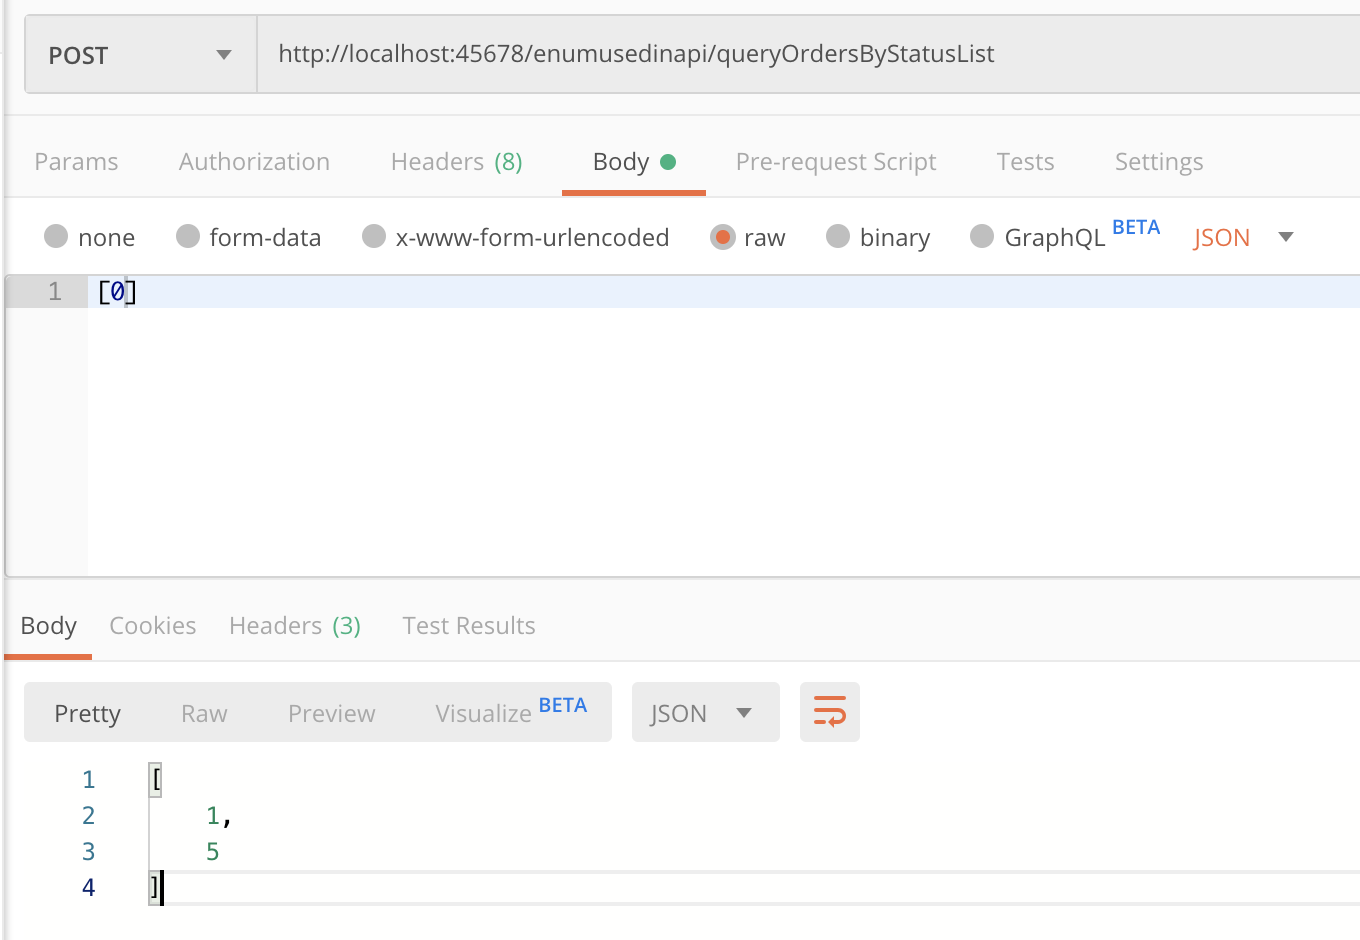 POST http://localhost:45678/enumusedinapi/queryOrdersByStatusList
Params Authorization Headers (8) Body Pre-request Script Tests Settings
none form-data x-www-form-urlencoded raw binary GraphQL BETA JSON
1 [0]
Body Cookies Headers (3) Test Results
Pretty Raw Preview Visualize BETA JSON
1 [
2 1,
3 5
4 ]